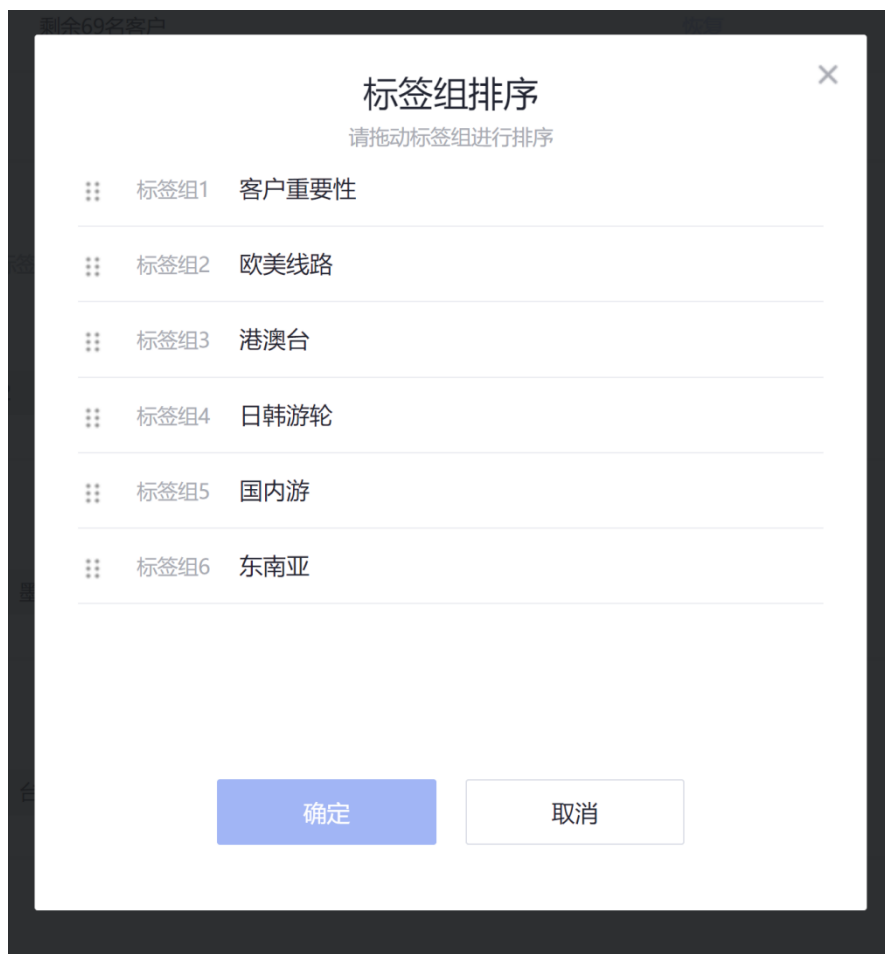 剩余69名客户
标签组排序
请拖动标签组进行排序
标签组1 客户重要性
标签组2 欧美线路
标签组3 港澳台
标签组4 日韩游轮
标签组5 国内游
标签组6 东南亚
确定 取消